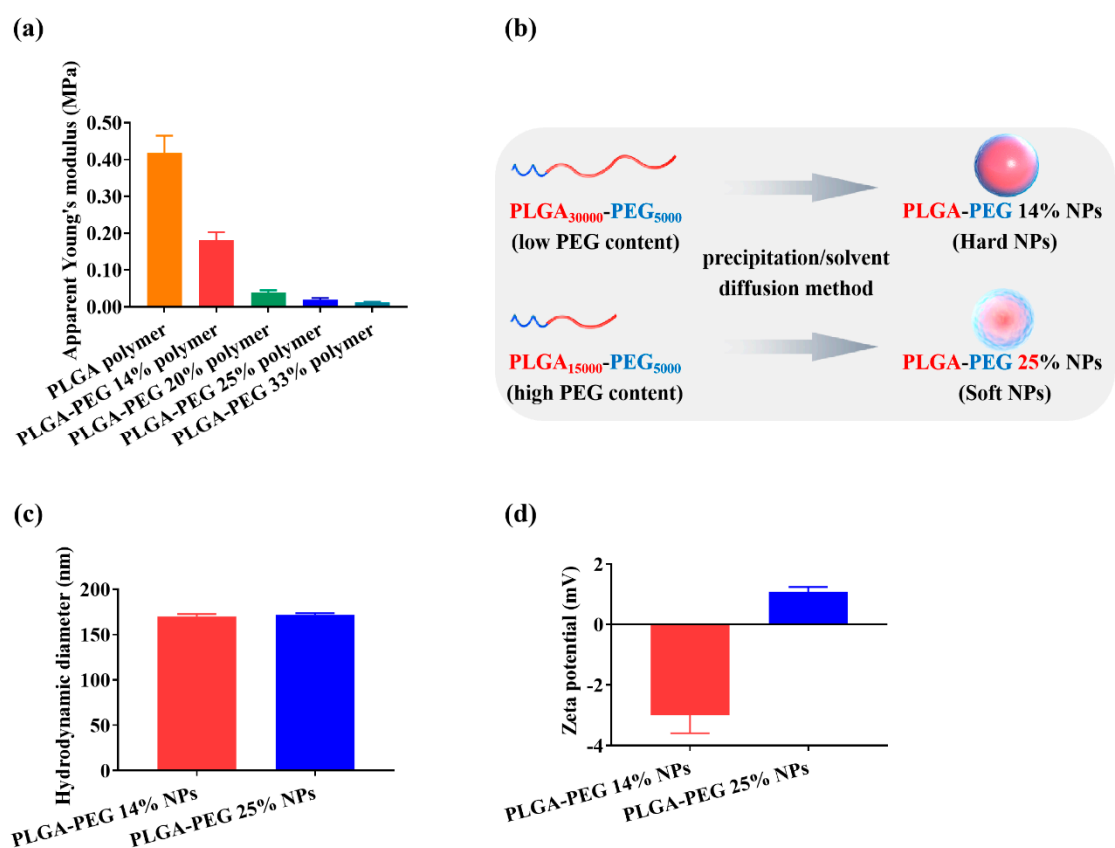 (a)
Apparent Young's modulus (MPa)
0.50
0.40
0.30
0.20
0.10
0.00
PLGA polymer
PLGA-PEG 14% polymer
PLGA-PEG 20% polymer
PLGA-PEG 25% polymer
PLGA-PEG 33% polymer
(b)
PLGA30000-PEG5000
(low PEG content)
precipitation/solvent
diffusion method
PLGA-PEG 14% NPs
(Hard NPs)
PLGA15000-PEG5000
(high PEG content)
PLGA-PEG 25% NPs
(Soft NPs)
(c)
Hydrodynamic diameter (nm)
200
150
100
50
0
PLGA-PEG 14% NPs
PLGA-PEG 25% NPs
(d)
Zeta potential (mV)
2
0
-2
-4
PLGA-PEG 14% NPs
PLGA-PEG 25% NPs